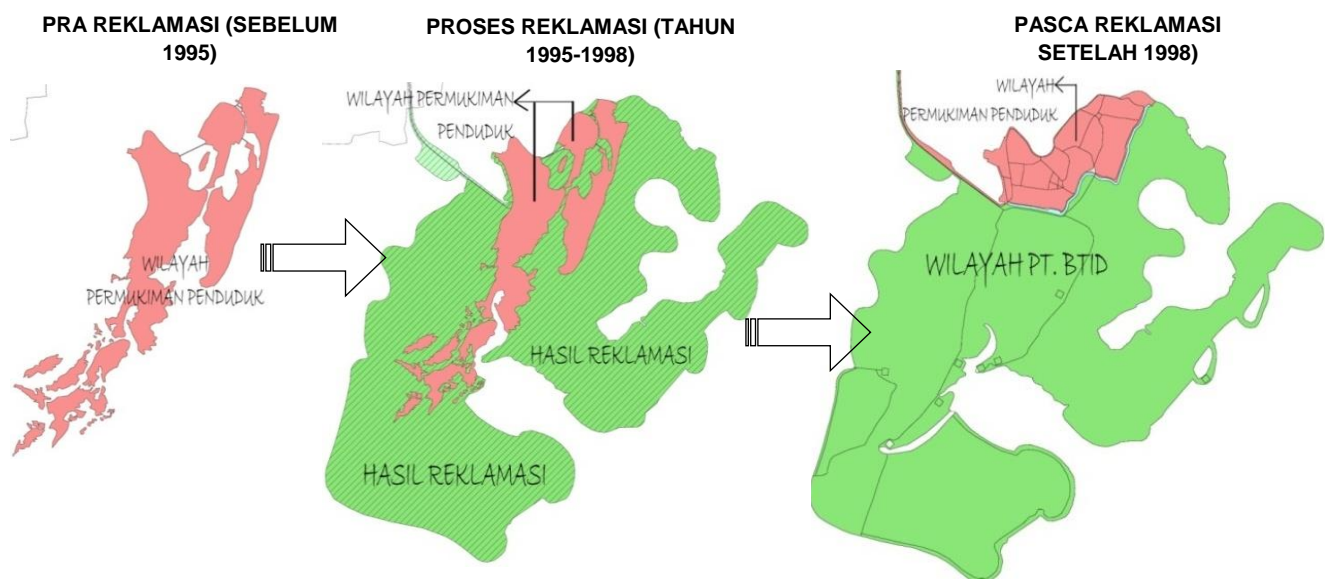 PRA REKLAMASI (SEBELUM
1995)
WILAYAH
PERMUKIMAN PENDUDUK
PROSES REKLAMASI (TAHUN
1995-1998)
WILAYAH PERMUKIMAN
PENDUDUK
HASIL REKLAMASI
HASIL REKLAMASI
PASCA REKLAMASI
SETELAH 1998)
WILAYAH
PERMUKIMAN PENDUDUK
WILAYAH PT. BTID